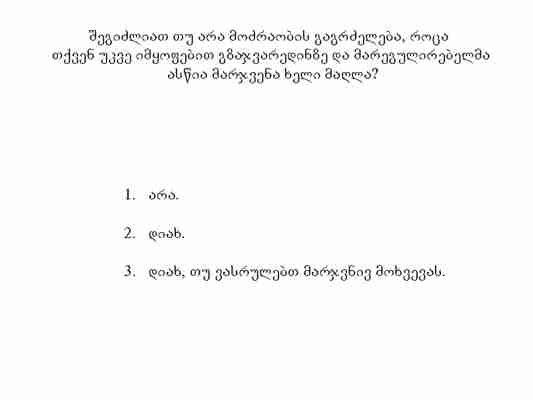 შეგიძლიათ თუ არა მოძრაობის გაგრძელება, როცა
თქვენ უკვე იმყოფებით გზაჯვარედინზე და მარეგულირებელმა
ასწია მარჯვენა ხელი მაღლა?
1. არა.
2. დიახ.
3. დიახ, თუ ვასრულებთ მარჯვნივ მოხვევას.